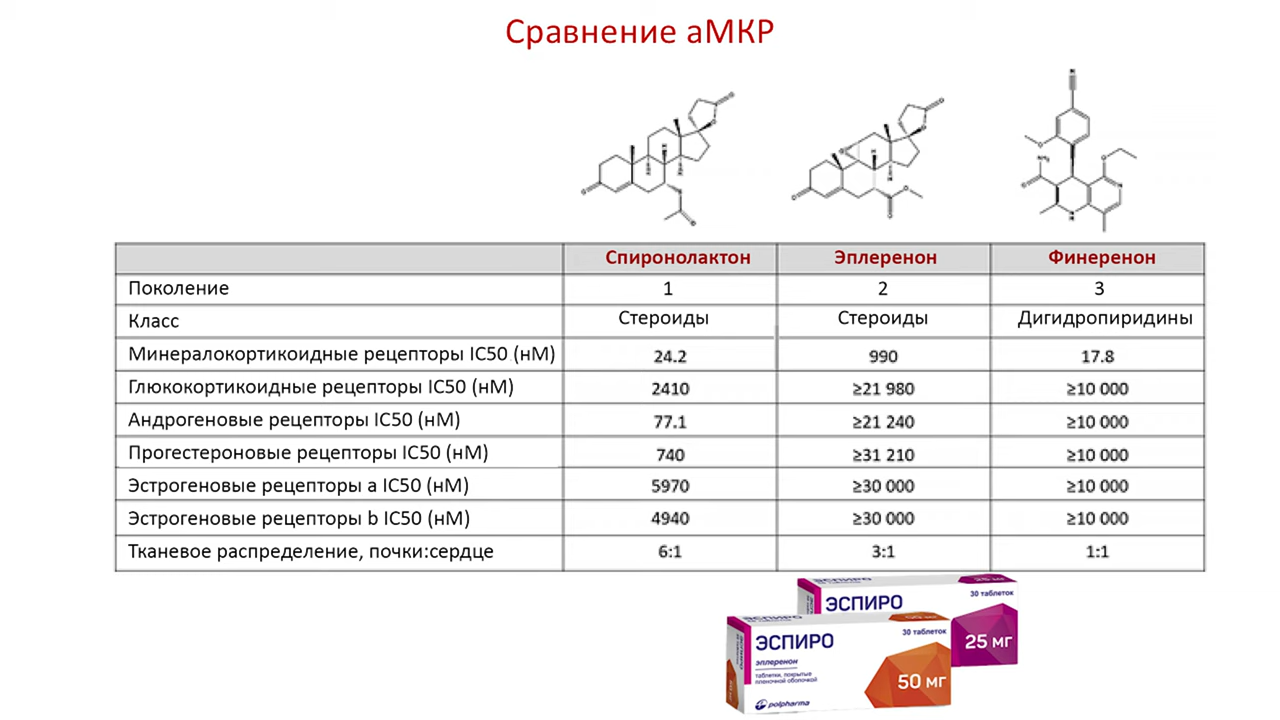 Сравнение аМКР
Спиронолактон Эплеренон Финеренон
Поколение 1 2 3
Класс Стероиды Стероиды Дигидропиридины
Минералокортикоидные рецепторы IC50 (нМ) 24.2 990 17.8
Глюкокортикоидные рецепторы IC50 (нМ) 2410 ≥21 980 ≥10 000
Андрогеновые рецепторы IC50 (нМ) 77.1 ≥21 240 ≥10 000
Прогестероновые рецепторы IC50 (нМ) 740 ≥31 210 ≥10 000
Эстрогеновые рецепторы a IC50 (нМ) 5970 ≥30 000 ≥10 000
Эстрогеновые рецепторы b IC50 (нМ) 4940 ≥30 000 ≥10 000
Тканевое распределение, почки:сердце 6:1 3:1 1:1
ЭСПИРО
30 таблеток
25 мг
ЭСПИРО
30 таблеток
эплеренон
таблетки, покрытые
пленочной оболочкой
50 мг
polpharma